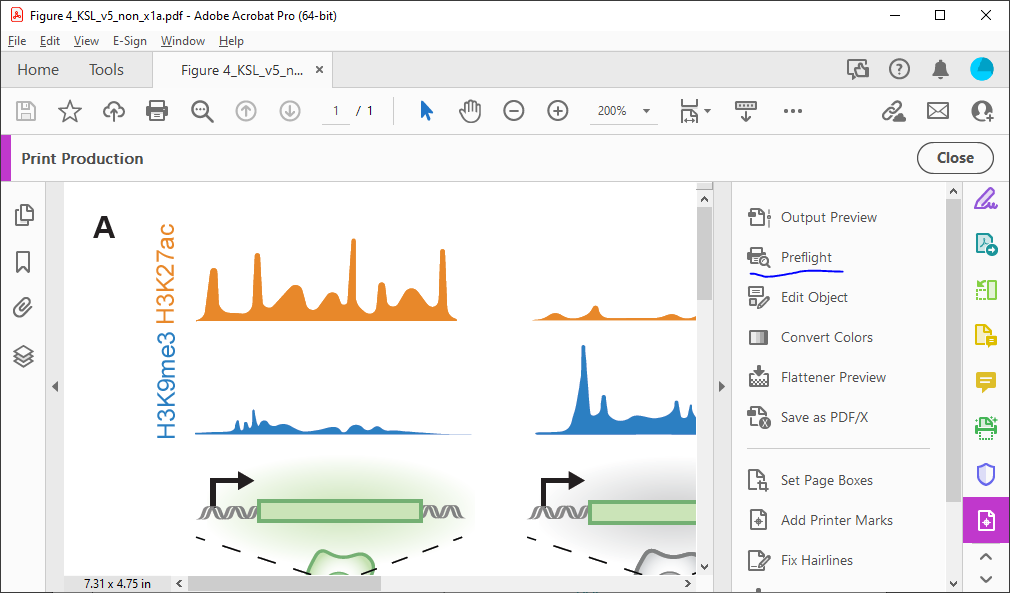 Figure 4_KSL_v5_non_x1a.pdf - Adobe Acrobat Pro (64-bit)
File Edit View E-Sign Window Help
Home Tools Figure 4_KSL_v5_n... ×
1 / 1 200%
Print Production Close
A
H3K27ac
H3K9me3
7.31 x 4.75 in
Output Preview
Preflight
Edit Object
Convert Colors
Flattener Preview
Save as PDF/X
Set Page Boxes
Add Printer Marks
Fix Hairlines